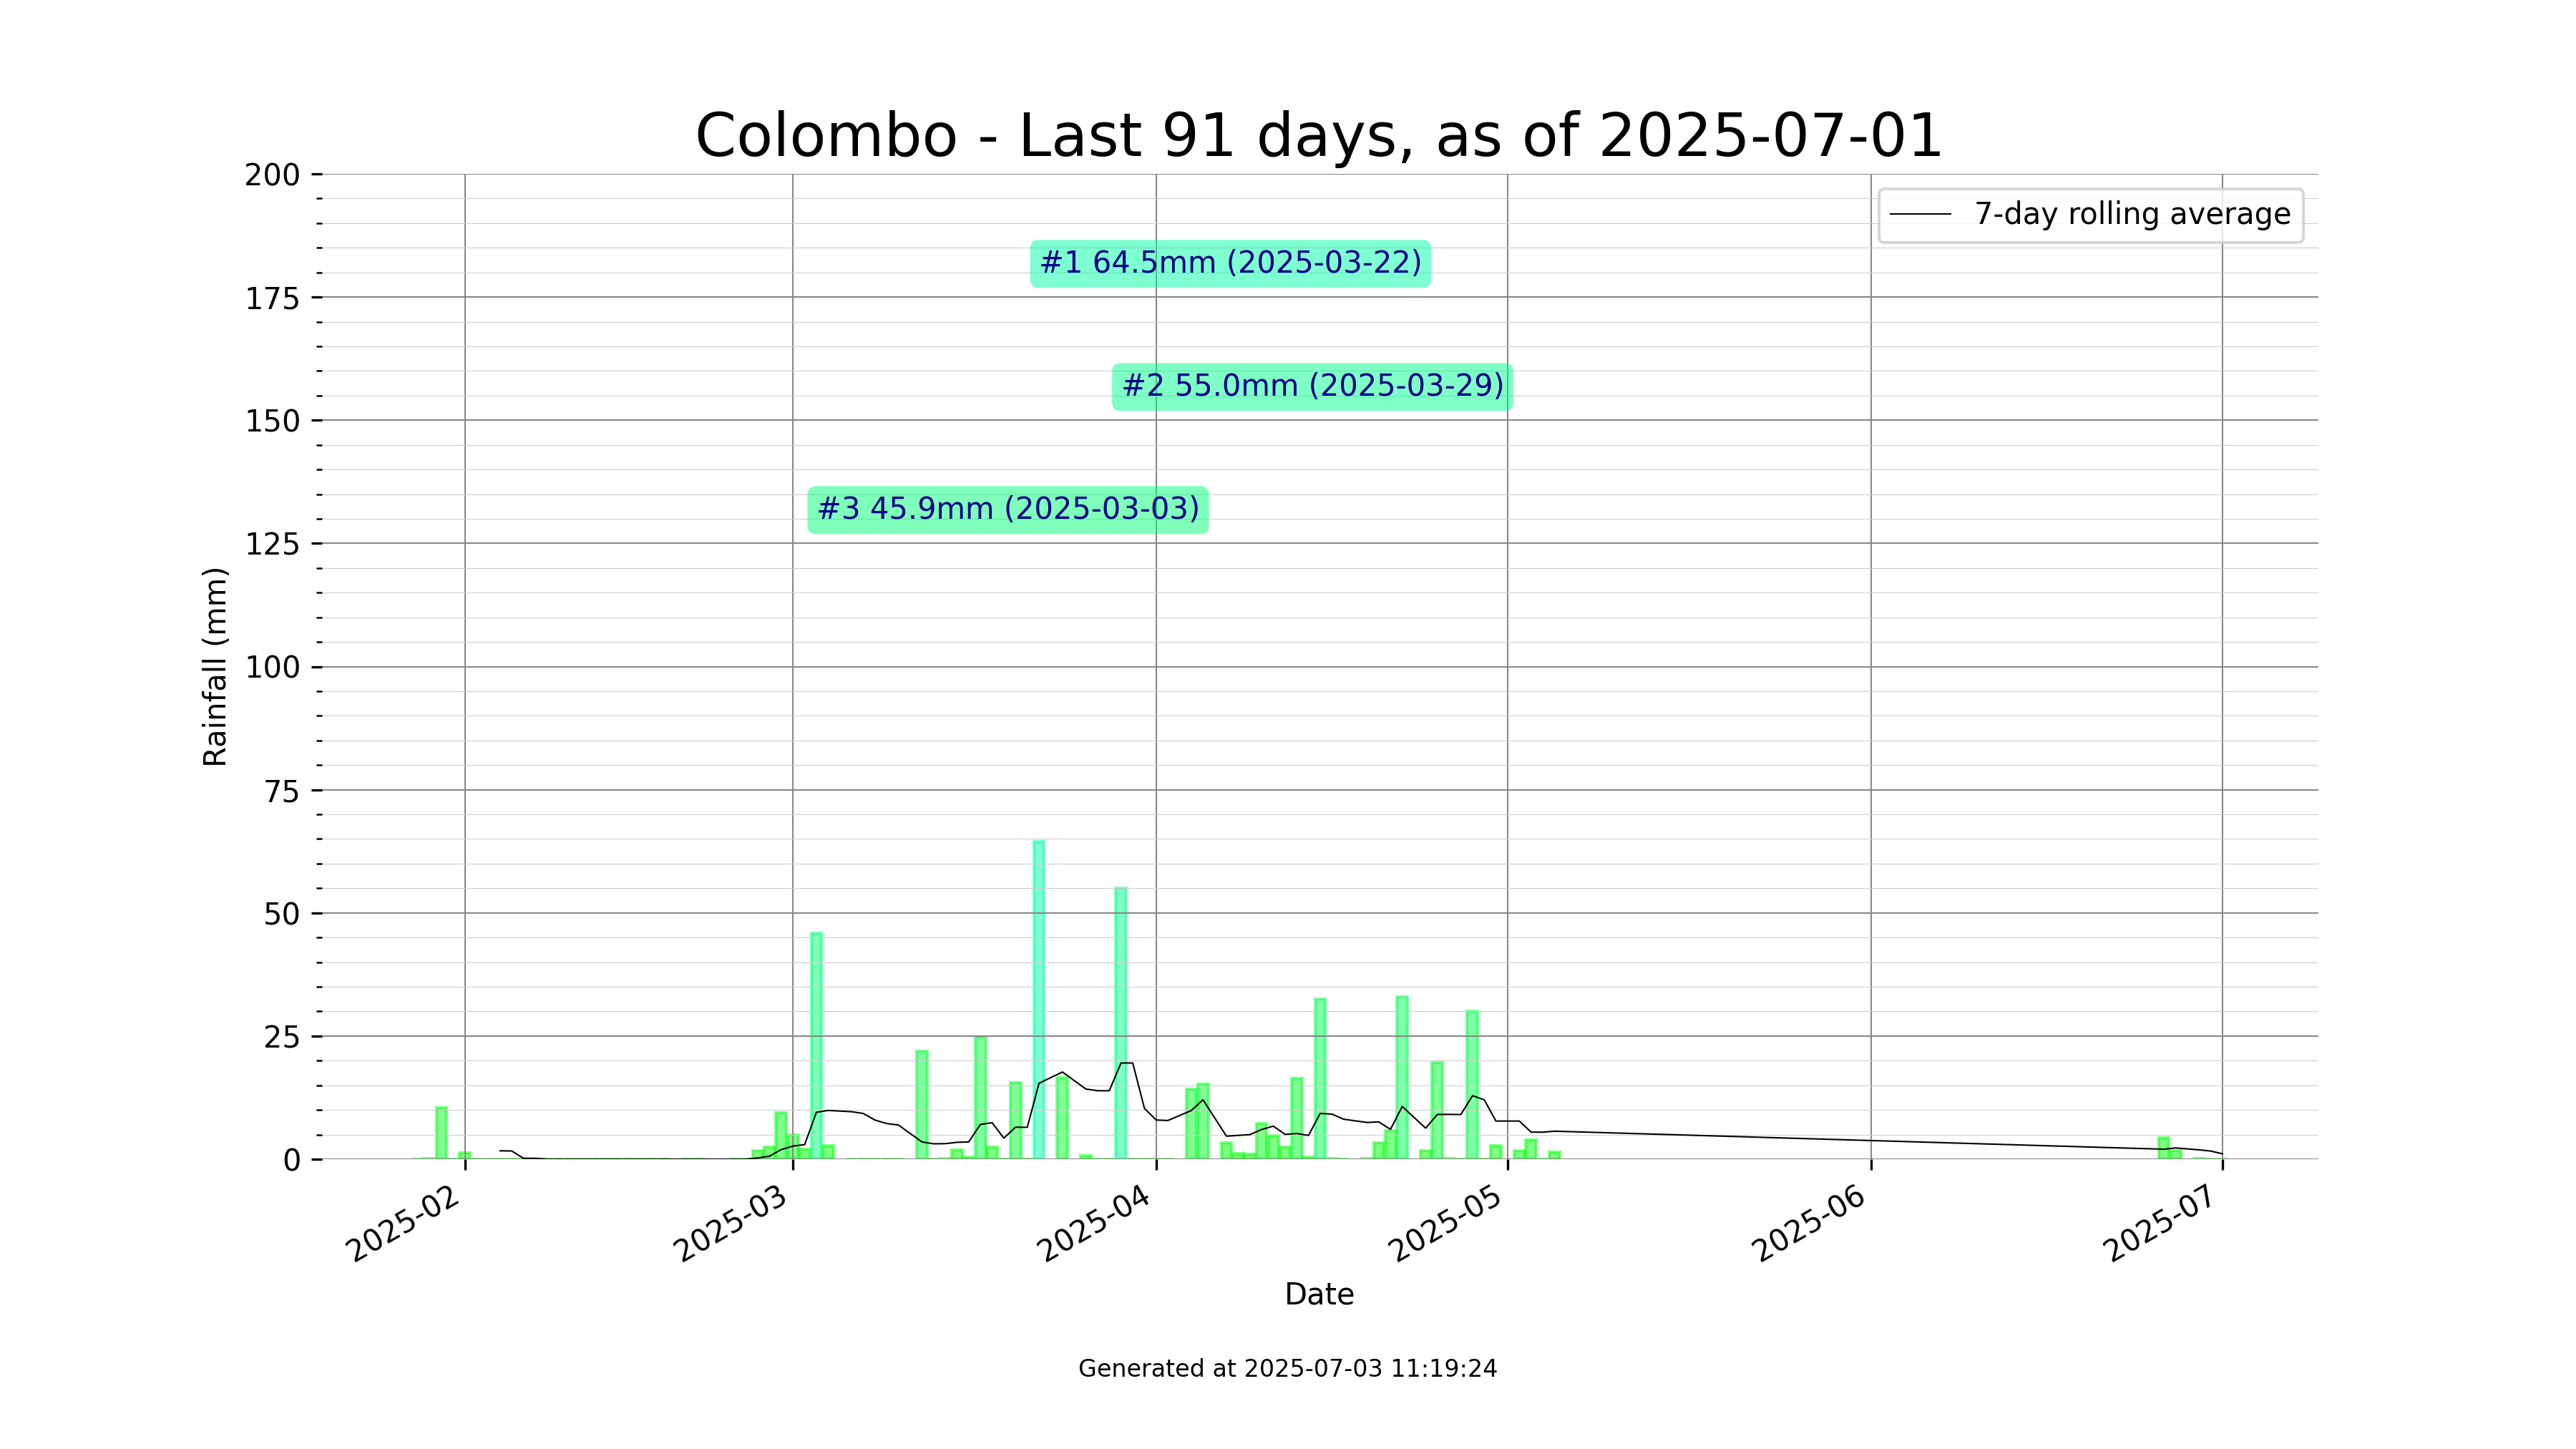 Colombo - Last 91 days, as of 2025-07-01
7-day rolling average
#1 64.5mm (2025-03-22)
#2 55.0mm (2025-03-29)
#3 45.9mm (2025-03-03)
Rainfall (mm)
200
175
150
125
100
75
50
25
0
2025-02
2025-03
2025-04
2025-05
2025-06
2025-07
Date
Generated at 2025-07-03 11:19:24